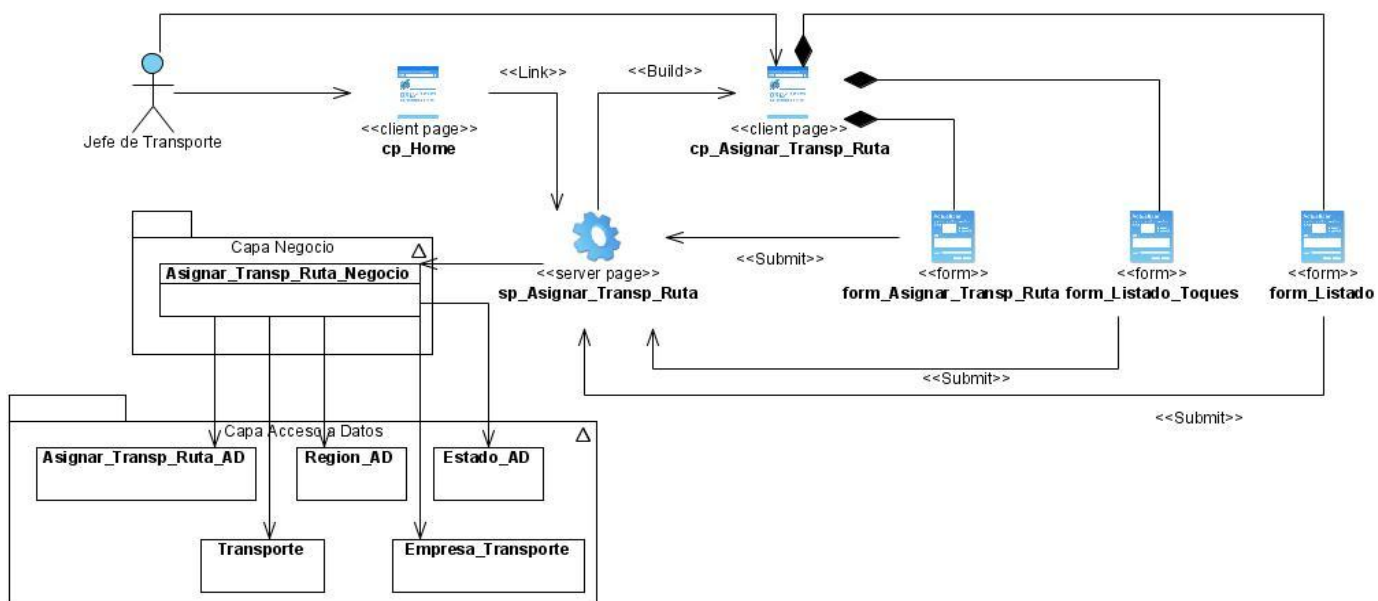 <<Link>>
<<Build>>
Jefe de Transporte
<<client page>>
cp_Home
<<client page>>
cp_Asignar_Transp_Ruta
Capa Negocio
Asignar_Transp_Ruta_Negocio
<<server page>>
sp_Asignar_Transp_Ruta
<<Submit>>
<<form>>
form_Asignar_Transp_Ruta
<<form>>
form_Listado_Toques
<<form>>
form_Listado
<<Submit>>
<<Submit>>
Capa Acceso a Datos
Asignar_Transp_Ruta_AD
Region_AD
Estado_AD
Transporte
Empresa_Transporte